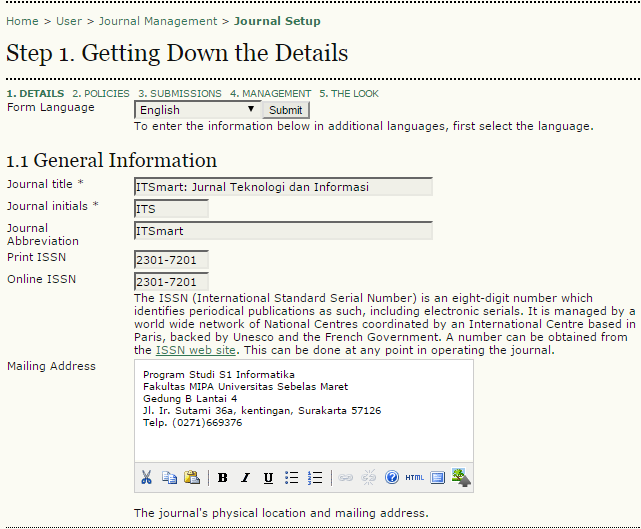 Home > User > Journal Management > Journal Setup
Step 1. Getting Down the Details
1. DETAILS 2. POLICIES 3. SUBMISSIONS 4. MANAGEMENT 5. THE LOOK
Form Language English Submit
To enter the information below in additional languages, first select the language.
1.1 General Information
Journal title * ITSmart: Jurnal Teknologi dan Informasi
Journal initials * ITS
Journal Abbreviation ITSmart
Print ISSN 2301-7201
Online ISSN 2301-7201
The ISSN (International Standard Serial Number) is an eight-digit number which
identifies periodical publications as such, including electronic serials. It is managed by a
world wide network of National Centres coordinated by an International Centre based in
Paris, backed by Unesco and the French Government. A number can be obtained from
the ISSN web site. This can be done at any point in operating the journal.
Mailing Address
Program Studi S1 Informatika
Fakultas MIPA Universitas Sebelas Maret
Gedung B Lantai 4
Jl. Ir. Sutami 36a, kentingan, Surakarta 57126
Telp. (0271)669376
B I U HTML
The journal's physical location and mailing address.